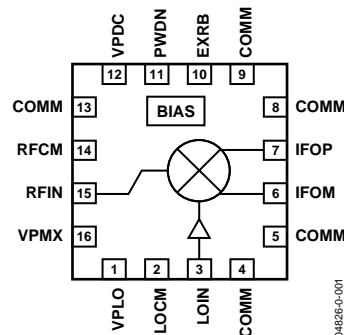 VPDC PWDN EXRB COMM
12 11 10 9
COMM 13 BIAS 8 COMM
RFCM 14 7 IFOP
RFIN 15 6 IFOM
VPMX 16 5 COMM
1 2 3 4
VPLO LOCM LOIN COMM
04826-0-001